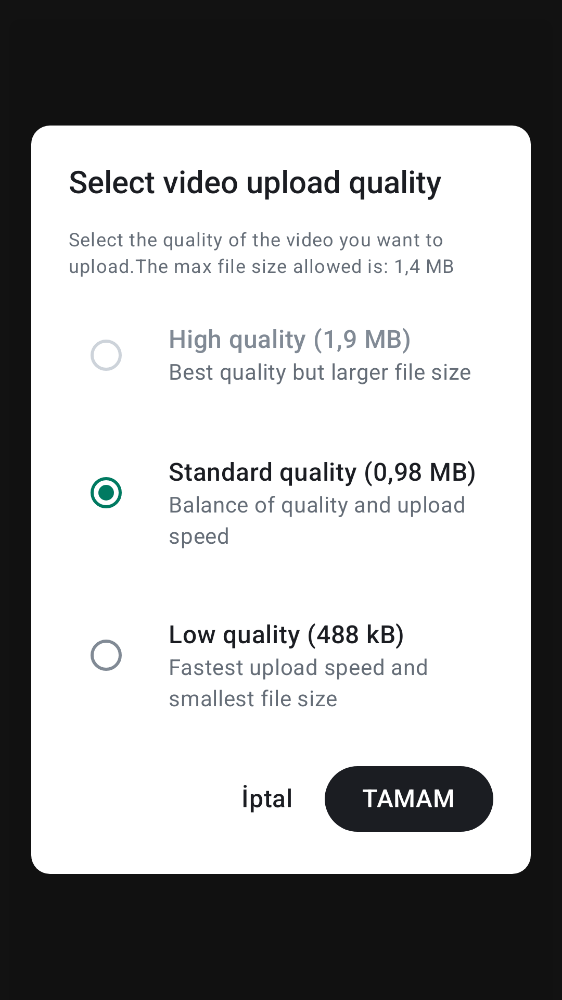 Select video upload quality
Select the quality of the video you want to
upload.The max file size allowed is: 1,4 MB
High quality (1,9 MB)
Best quality but larger file size
Standard quality (0,98 MB)
Balance of quality and upload
speed
Low quality (488 kB)
Fastest upload speed and
smallest file size
İptal
TAMAM